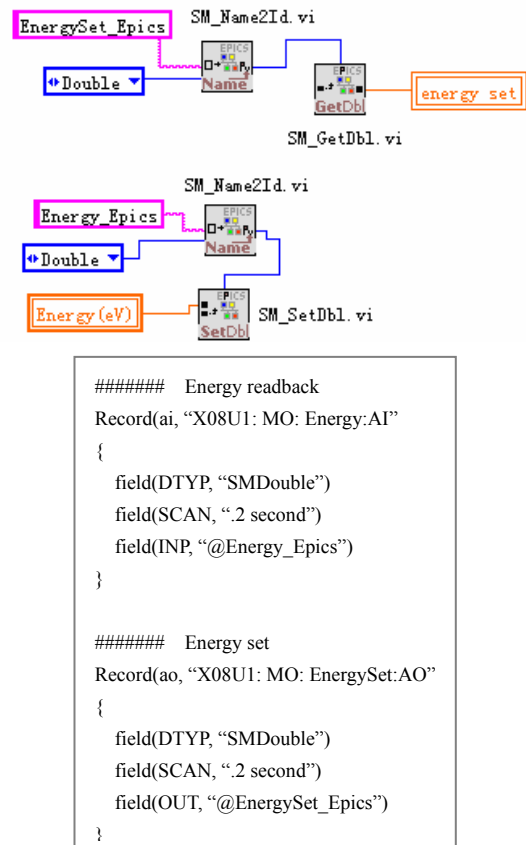 SM_Name2Id.vi
EnergySet_Epics
EPICS
Name
Double
EPICS
GetDbl
energy set
SM_GetDbl.vi
SM_Name2Id.vi
Energy_Epics
EPICS
Name
Double
Energy(eV)
EPICS
SetDbl
SM_SetDbl.vi
####### Energy readback
Record(ai, “X08U1: MO: Energy:AI”
{
field(DTYP, “SMDouble”)
field(SCAN, “.2 second”)
field(INP, “@Energy_Epics”)
}
####### Energy set
Record(ao, “X08U1: MO: EnergySet:AO”
{
field(DTYP, “SMDouble”)
field(SCAN, “.2 second”)
field(OUT, “@EnergySet_Epics”)
}